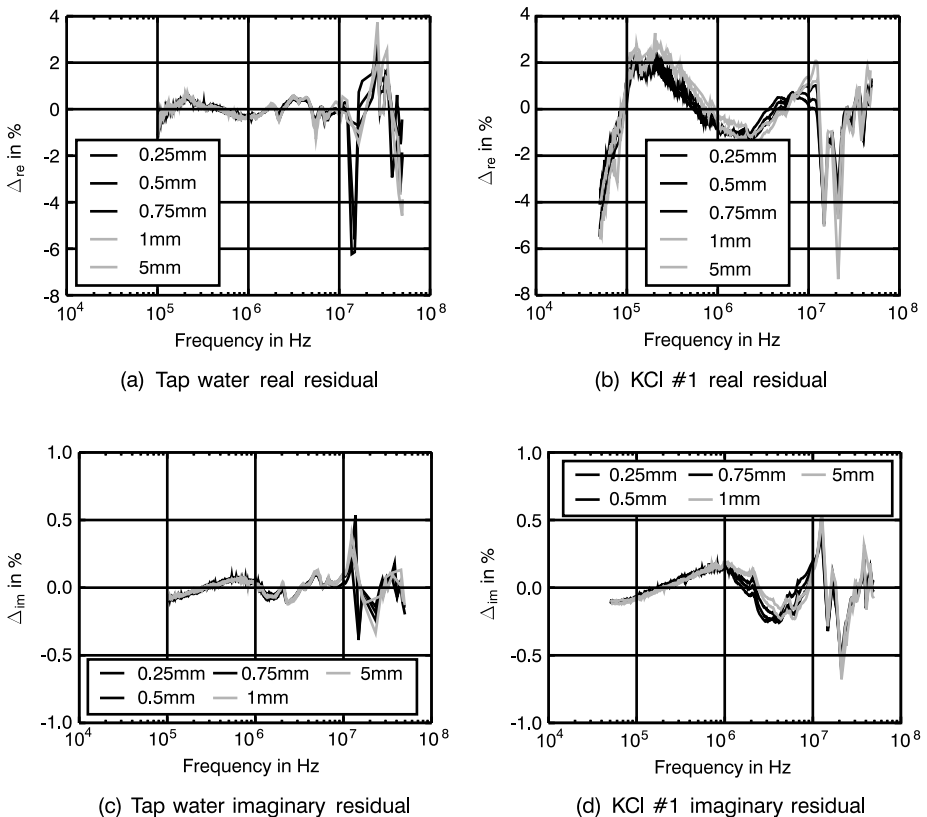 4
2
0
-2
-4
-6
-8
Δre in %
0.25mm
0.5mm
0.75mm
1mm
5mm
10^4 10^5 10^6 10^7 10^8
Frequency in Hz
(a) Tap water real residual
4
2
0
-2
-4
-6
-8
Δre in %
0.25mm
0.5mm
0.75mm
1mm
5mm
10^4 10^5 10^6 10^7 10^8
Frequency in Hz
(b) KCl #1 real residual
1.0
0.5
0.0
-0.5
-1.0
Δim in %
0.25mm 0.75mm 5mm
0.5mm 1mm
10^4 10^5 10^6 10^7 10^8
Frequency in Hz
(c) Tap water imaginary residual
1.0
0.5
0.0
-0.5
-1.0
Δim in %
0.25mm 0.75mm 5mm
0.5mm 1mm
10^4 10^5 10^6 10^7 10^8
Frequency in Hz
(d) KCl #1 imaginary residual